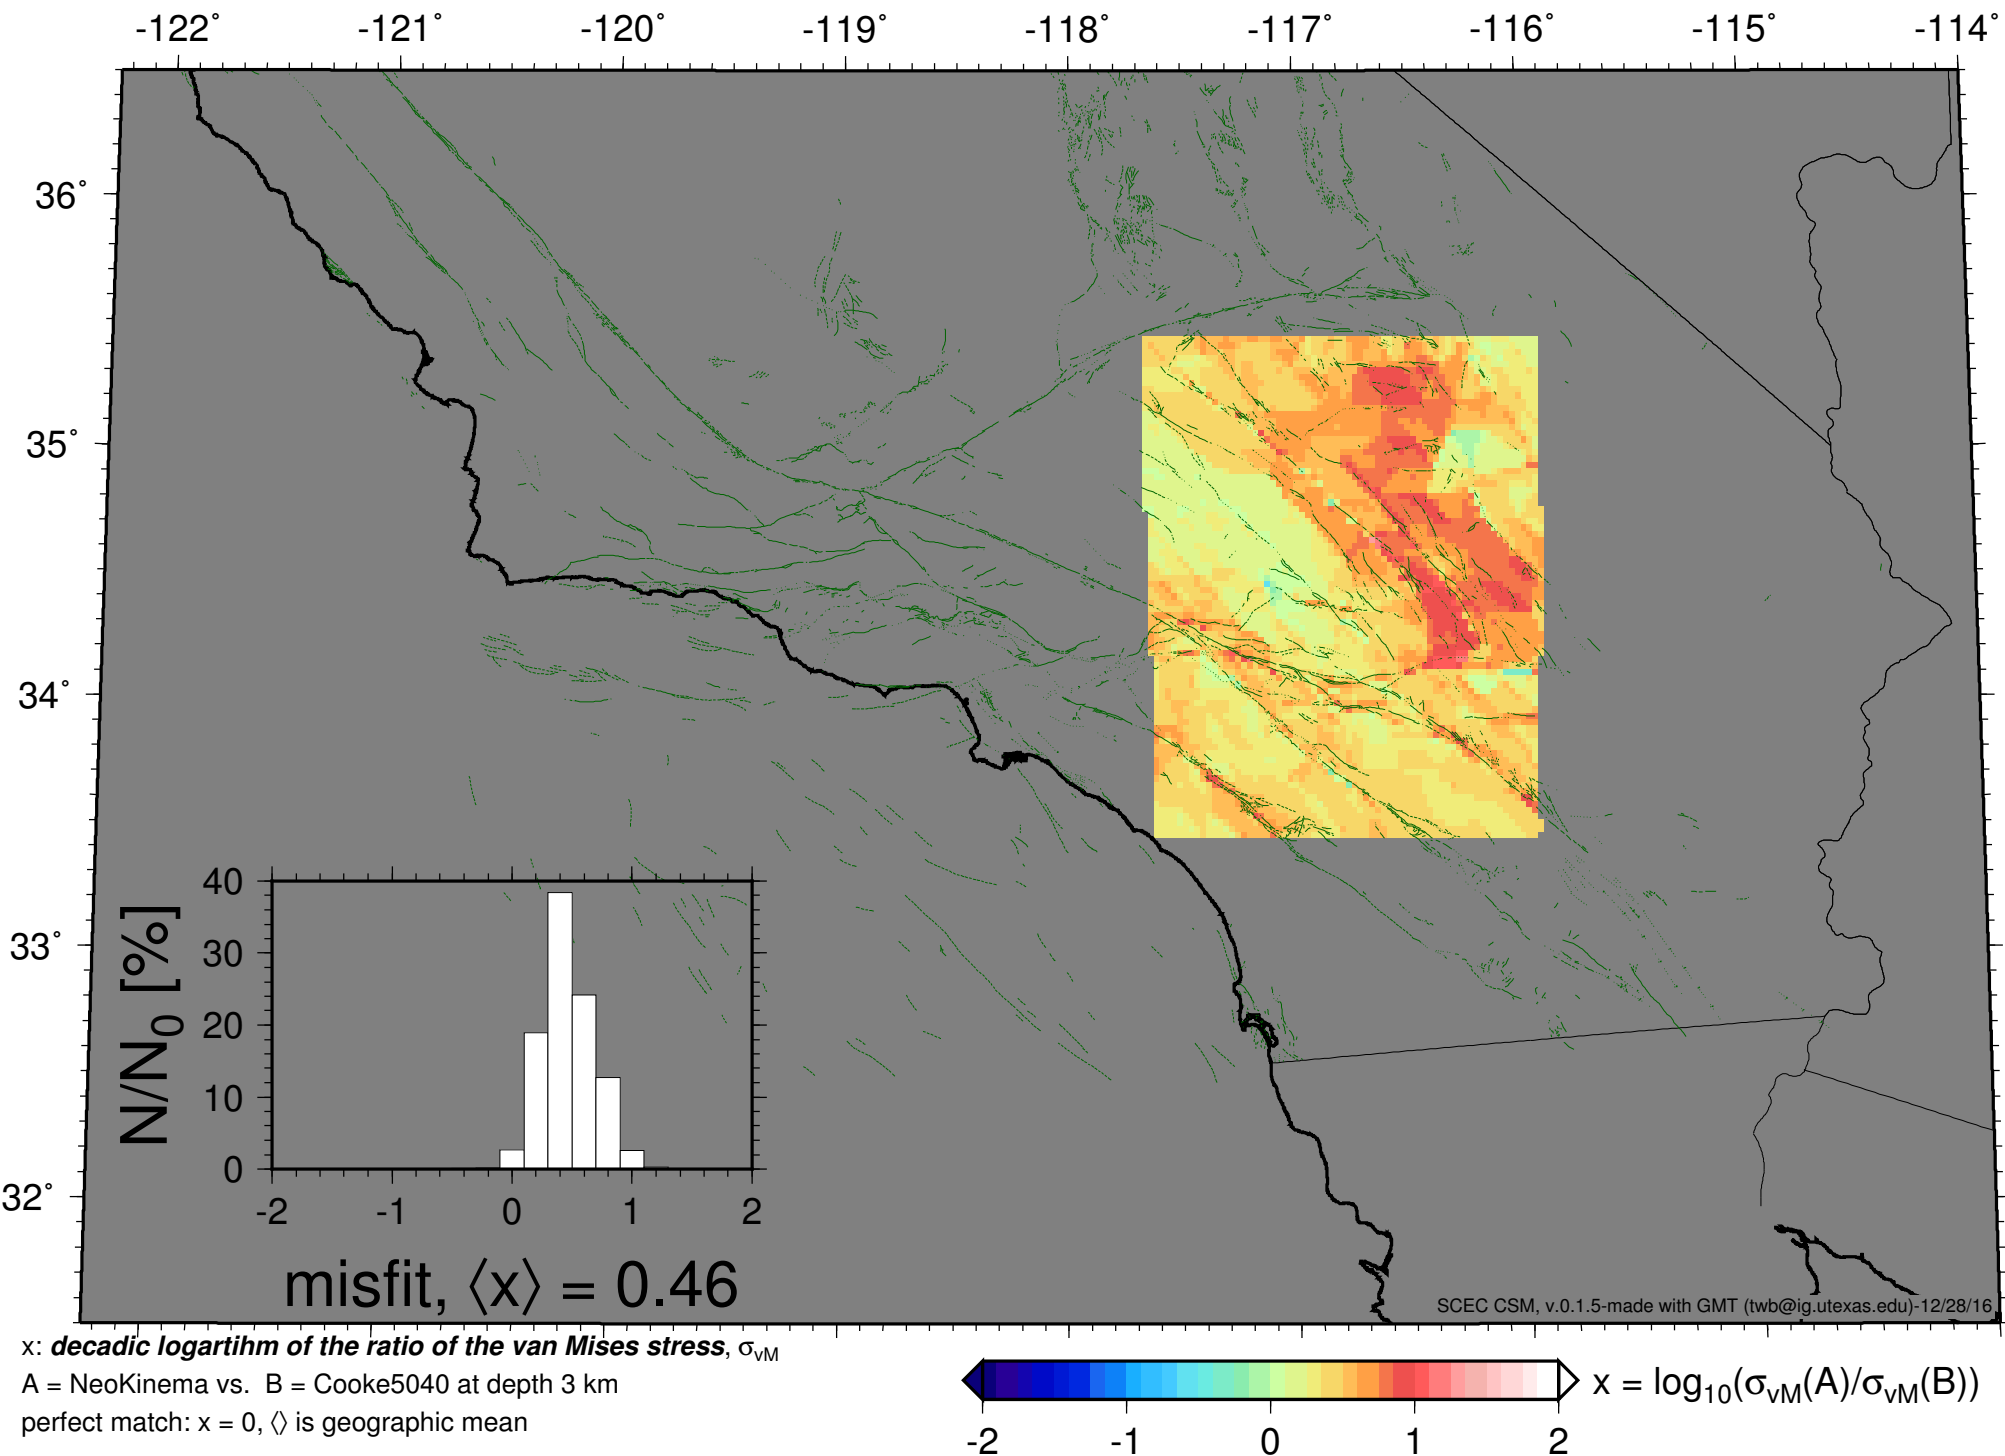 -122˚ -121˚ -120˚ -119˚ -118˚ -117˚ -116˚ -115˚ -114˚
36˚
35˚
34˚
33˚
32˚
N/N0 [%]
40
30
20
10
0
-2 -1 0 1 2
misfit, ⟨x⟩ = 0.46
SCEC CSM, v.0.1.5-made with GMT (twb@ig.utexas.edu)-12/28/16
x: decadic logartihm of the ratio of the van Mises stress, σvM
A = NeoKinema vs. B = Cooke5040 at depth 3 km
perfect match: x = 0, ⟨⟩ is geographic mean
x = log10(σvM(A)/σvM(B))
-2 -1 0 1 2